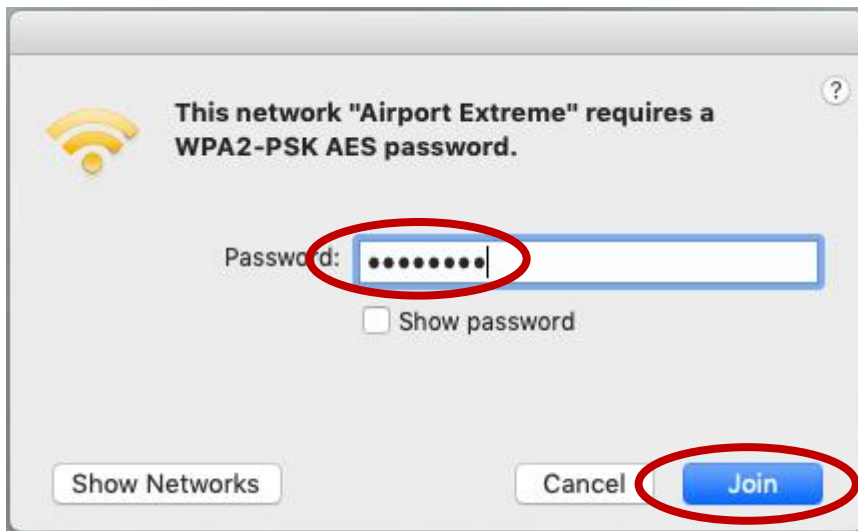 ?
This network "Airport Extreme" requires a
WPA2-PSK AES password.
Password: ••••••••
Show password
Show Networks Cancel Join